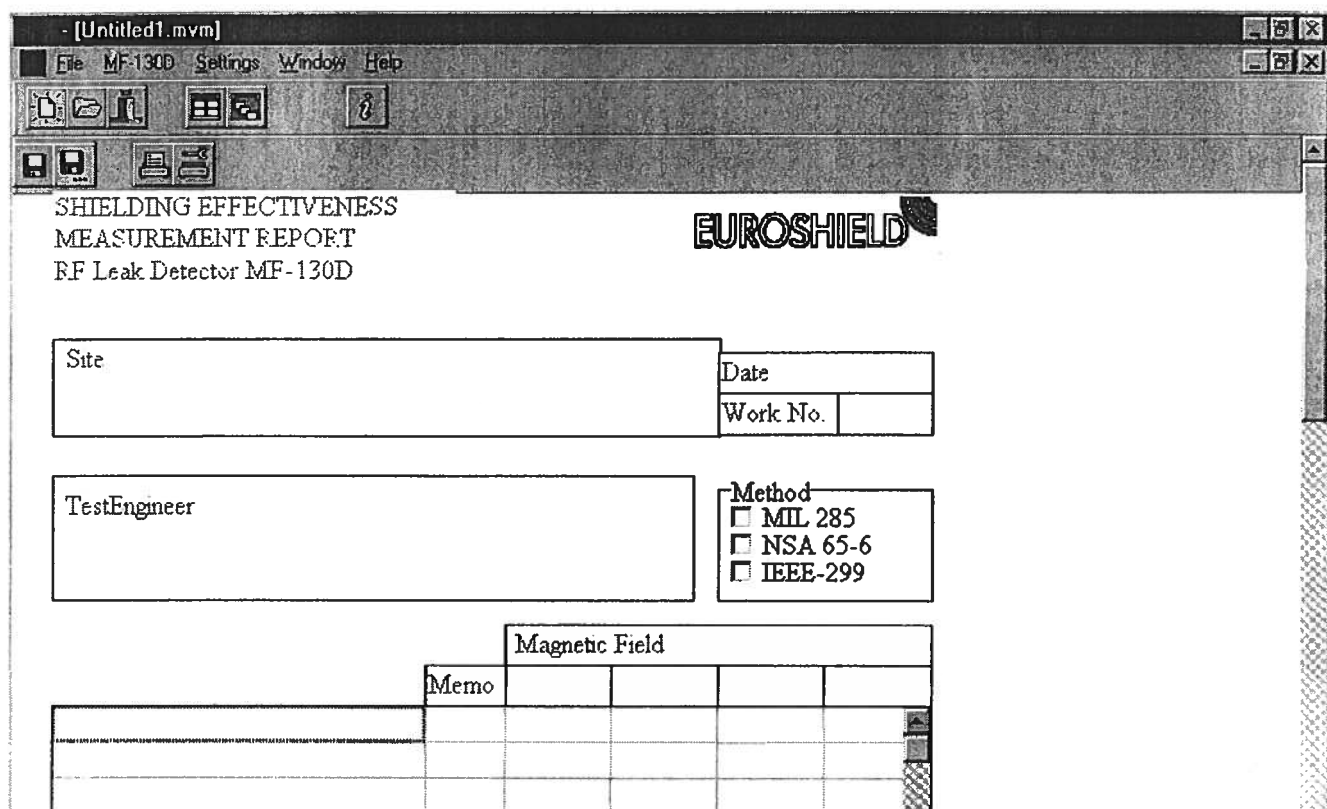 - [Untitled1.mvm]
File MF-130D Settings Window Help
SHIELDING EFFECTIVENESS
MEASUREMENT REPORT
RF Leak Detector MF-130D
EUROSHIELD
Site
Date
Work No.
TestEngineer
Method
MIL 285
NSA 65-6
IEEE-299
Magnetic Field
Memo